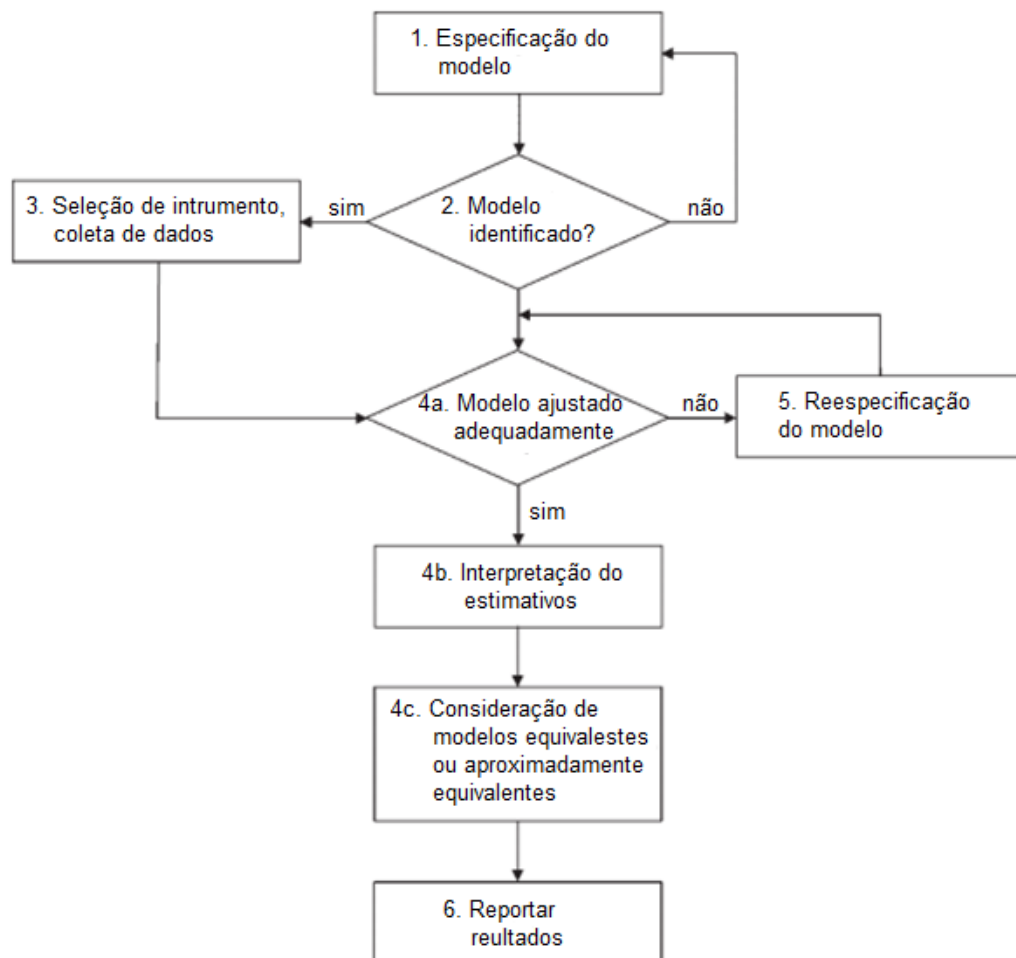 1. Especificação do
modelo
3. Seleção de intrumento,
coleta de dados
sim
2. Modelo
identificado?
não
4a. Modelo ajustado
adequadamente
não
5. Reespecificação
do modelo
sim
4b. Interpretação do
estimativos
4c. Consideração de
modelos equivalestes
ou aproximadamente
equivalentes
6. Reportar
reultados